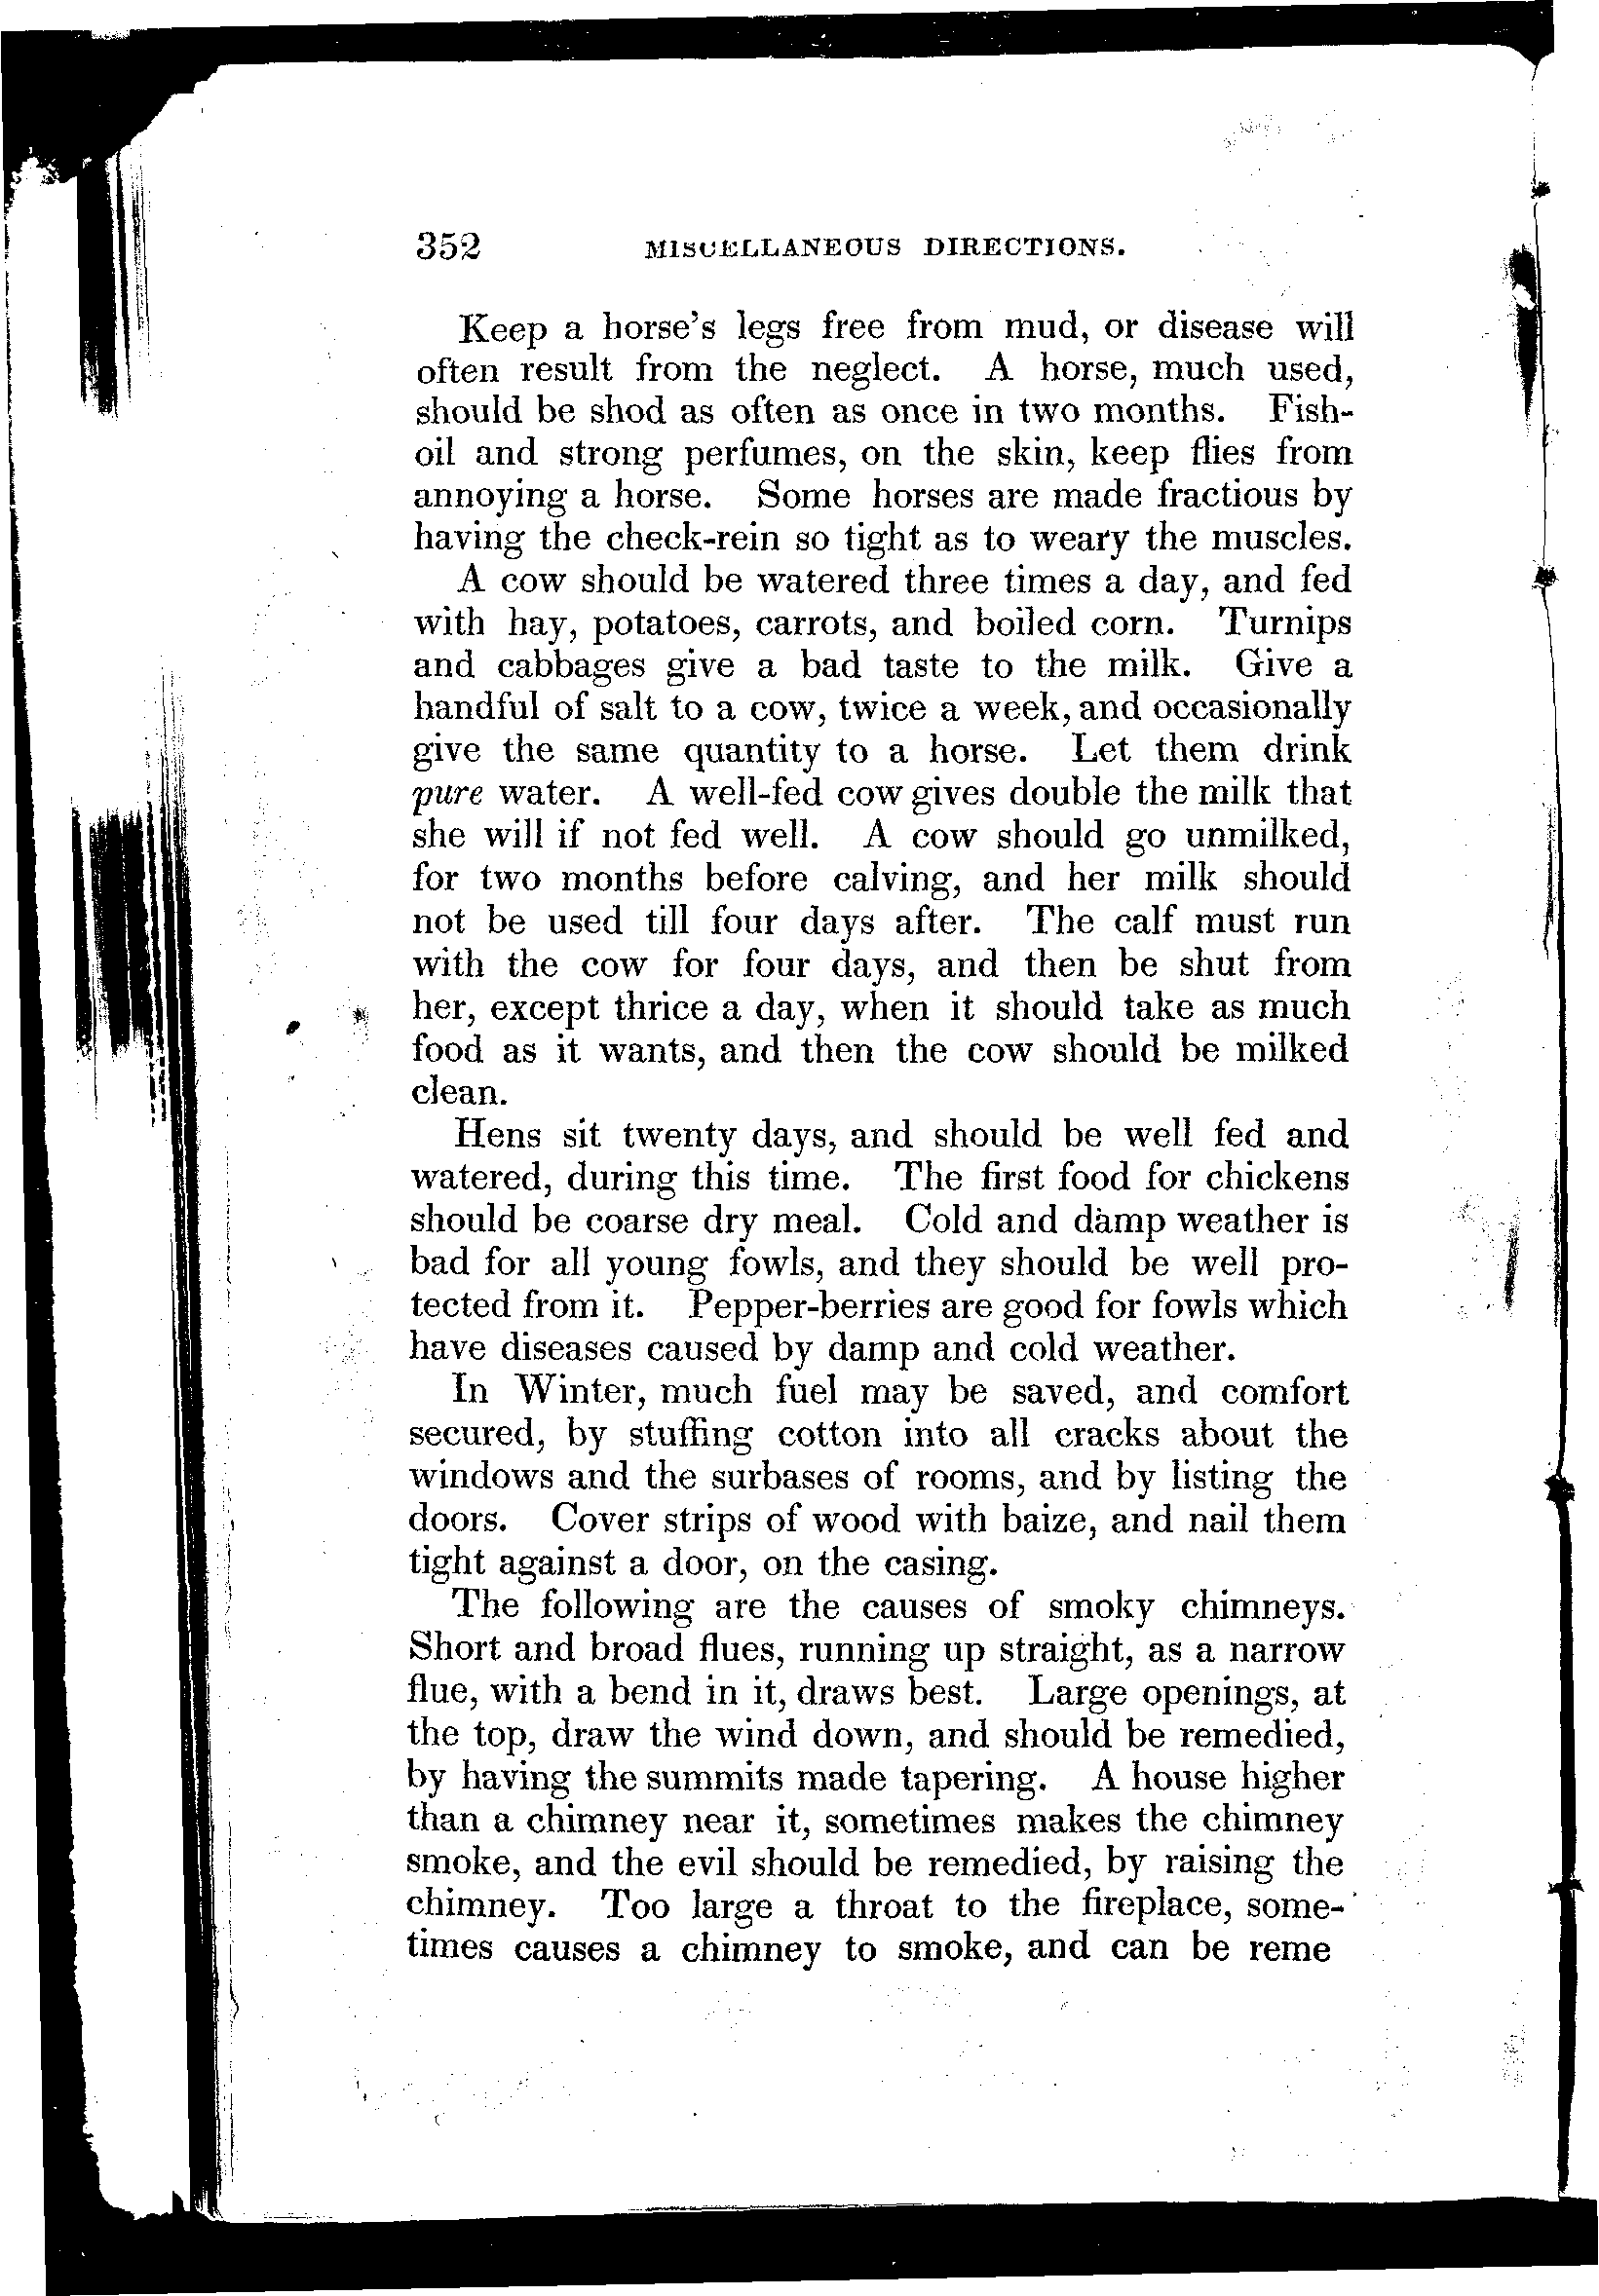 352 MISCELLANEOUS DIRECTIONS.
Keep a horse's legs free from mud, or disease will
often result from the neglect. A horse, much used,
should be shod as often as once in two months. Fish-
oil and strong perfumes, on the skin, keep flies from
annoying a horse. Some horses are made fractious by
having the check-rein so tight as to weary the muscles.
A cow should be watered three times a day, and fed
with hay, potatoes, carrots, and boiled corn. Turnips
and cabbages give a bad taste to the milk. Give a
handful of salt to a cow, twice a week, and occasionally
give the same quantity to a horse. Let them drink
pure water. A well-fed cow gives double the milk that
she will if not fed well. A cow should go unmilked,
for two months before calving, and her milk should
not be used till four days after. The calf must run
with the cow for four days, and then be shut from
her, except thrice a day, when it should take as much
food as it wants, and then the cow should be milked
clean.
Hens sit twenty days, and should be well fed and
watered, during this time. The first food for chickens
should be coarse dry meal. Cold and damp weather is
bad for all young fowls, and they should be well pro-
tected from it. Pepper-berries are good for fowls which
have diseases caused by damp and cold weather.
In Winter, much fuel may be saved, and comfort
secured, by stuffing cotton into all cracks about the
windows and the surbases of rooms, and by listing the
doors. Cover strips of wood with baize, and nail them
tight against a door, on the casing.
The following are the causes of smoky chimneys.
Short and broad flues, running up straight, as a narrow
flue, with a bend in it, draws best. Large openings, at
the top, draw the wind down, and should be remedied,
by having the summits made tapering. A house higher
than a chimney near it, sometimes makes the chimney
smoke, and the evil should be remedied, by raising the
chimney. Too large a throat to the fireplace, some-
times causes a chimney to smoke, and can be reme